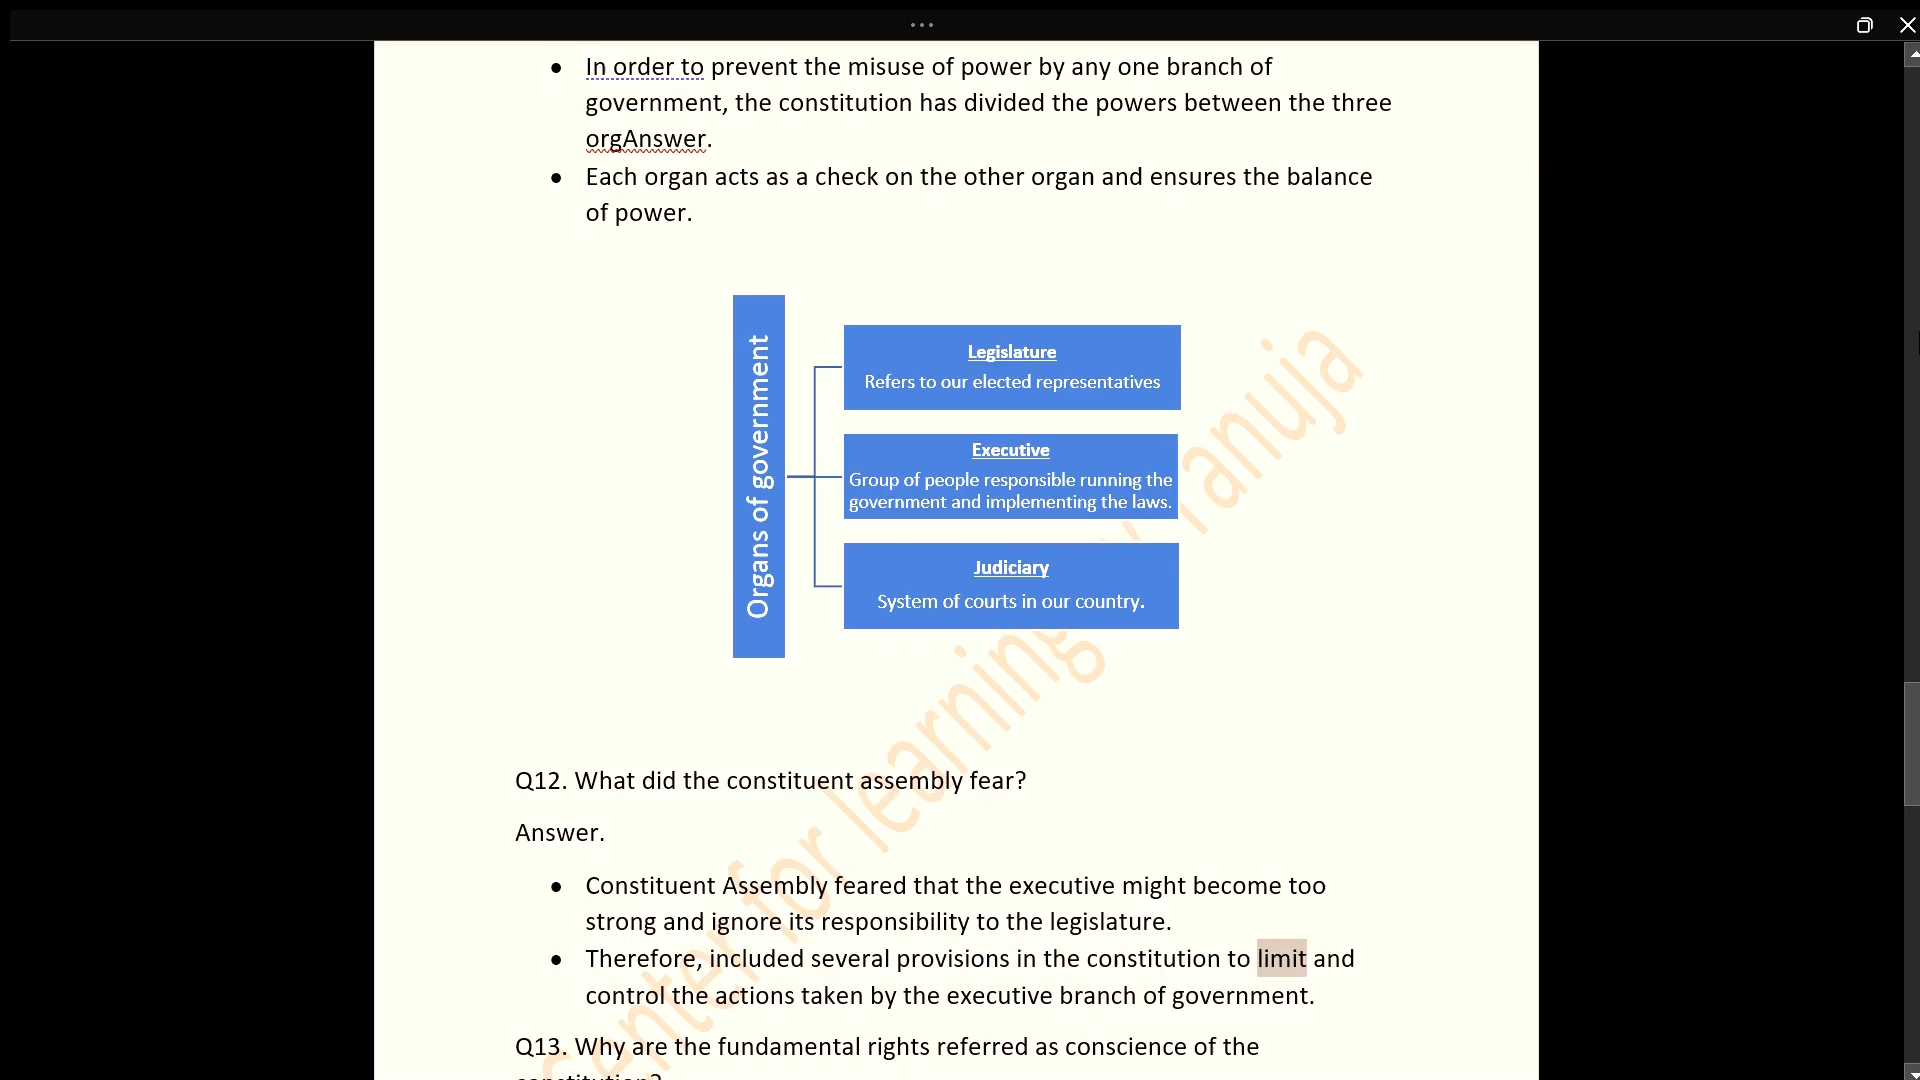 In order to prevent the misuse of power by any one branch of
government, the constitution has divided the powers between the three
orgAnswer.
Each organ acts as a check on the other organ and ensures the balance
of power.
Organs of government
Legislature
Refers to our elected representatives
Executive
Group of people responsible running the
government and implementing the laws.
Judiciary
System of courts in our country.
Q12. What did the constituent assembly fear?
Answer.
Constituent Assembly feared that the executive might become too
strong and ignore its responsibility to the legislature.
Therefore, included several provisions in the constitution to limit and
control the actions taken by the executive branch of government.
Q13. Why are the fundamental rights referred as conscience of the
constitution?
Center for learning